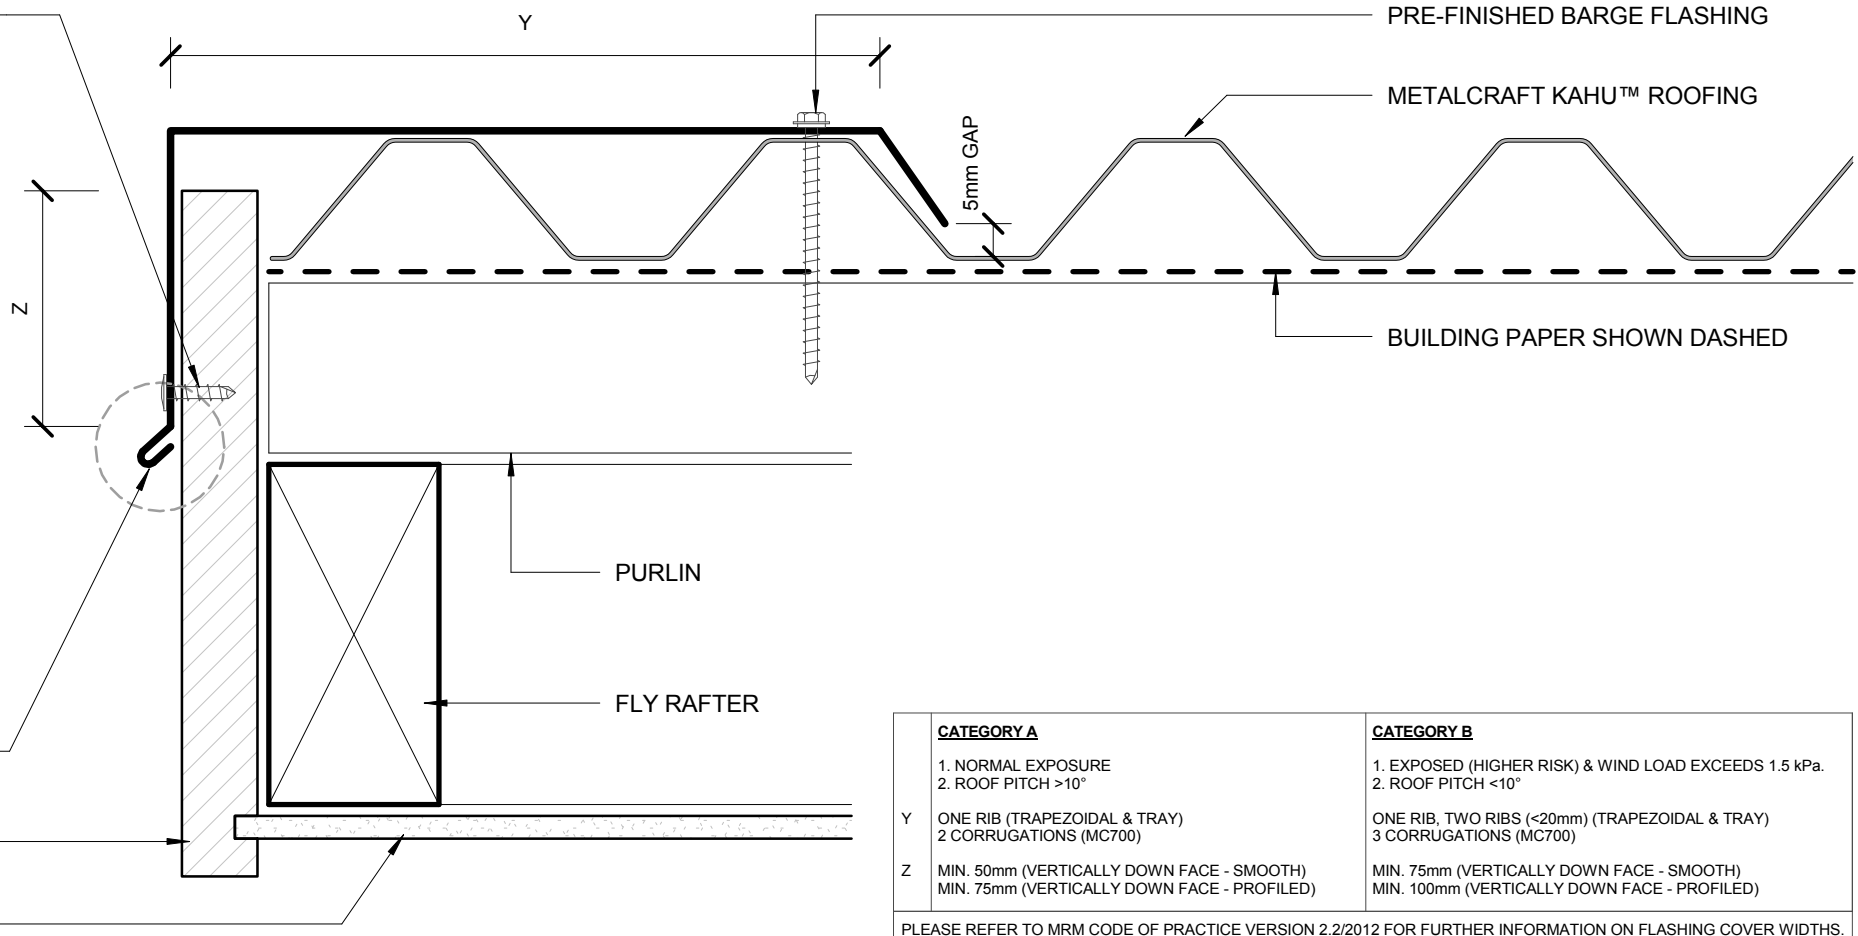 Y
PRE-FINISHED BARGE FLASHING
METALCRAFT KAHU™ ROOFING
5mm GAP
Z
BUILDING PAPER SHOWN DASHED
PURLIN
FLY RAFTER
CATEGORY A
1. NORMAL EXPOSURE
2. ROOF PITCH >10°
CATEGORY B
1. EXPOSED (HIGHER RISK) & WIND LOAD EXCEEDS 1.5 kPa.
2. ROOF PITCH <10°
Y
ONE RIB (TRAPEZOIDAL & TRAY)
2 CORRUGATIONS (MC700)
ONE RIB, TWO RIBS (<20mm) (TRAPEZOIDAL & TRAY)
3 CORRUGATIONS (MC700)
Z
MIN. 50mm (VERTICALLY DOWN FACE - SMOOTH)
MIN. 75mm (VERTICALLY DOWN FACE - PROFILED)
MIN. 75mm (VERTICALLY DOWN FACE - SMOOTH)
MIN. 100mm (VERTICALLY DOWN FACE - PROFILED)
PLEASE REFER TO MRM CODE OF PRACTICE VERSION 2.2/2012 FOR FURTHER INFORMATION ON FLASHING COVER WIDTHS.